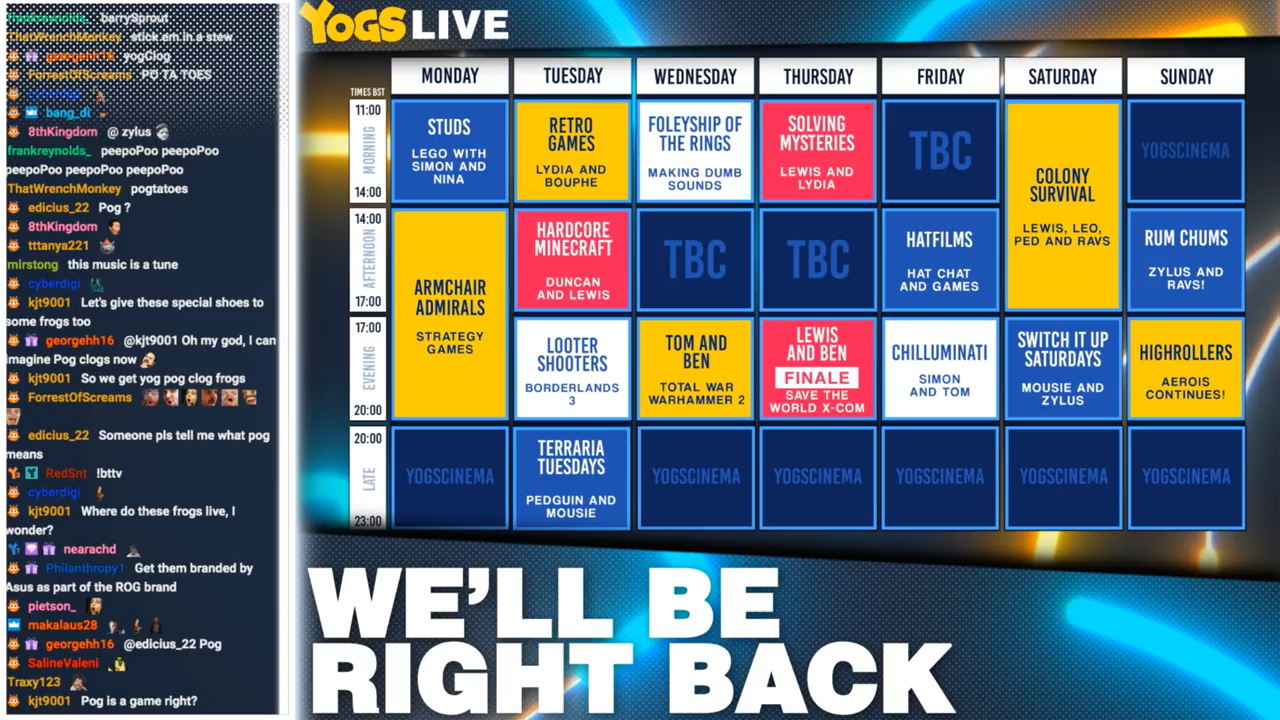 frankreynolds_ barrySprout
ThatWrenchMonkey stick em in a stew
georgehh16 yogClog
ForrestOfScreams PO TA TOES
cyberdigi
bang_dl
8thKingdom @ zylus
frankreynolds_ peepoPoo peepoPoo
peepoPoo peepoPoo peepoPoo
ThatWrenchMonkey pogtatoes
edicius_22 Pog ?
8thKingdom
tttanya221
mirstong this music is a tune
cyberdigi
kjt9001 Let's give these special shoes to
some frogs too
georgehh16 @kjt9001 Oh my god, I can
imagine Pog clogs now
kjt9001 So we get yog pog clog frogs
ForrestOfScreams
edicius_22 Someone pls tell me what pog
means
RedSnt !bttv
cyberdigi
kjt9001 Where do these frogs live, I
wonder?
nearachd
Philanthropy1 Get them branded by
Asus as part of the ROG brand
pietson_
makalaus28
georgehh16 @edicius_22 Pog
SalineValeni
Traxy123
kjt9001 Pog is a game right?
YOGS LIVE
TIMES BST
MONDAY
TUESDAY
WEDNESDAY
THURSDAY
FRIDAY
SATURDAY
SUNDAY
11:00
MORNING
14:00
STUDS
LEGO WITH
SIMON AND
NINA
RETRO
GAMES
LYDIA AND
BOUPHE
FOLEYSHIP OF
THE RINGS
MAKING DUMB
SOUNDS
SOLVING
MYSTERIES
LEWIS AND
LYDIA
TBC
COLONY
SURVIVAL
LEWIS, LEO,
PED AND RAVS
YOGSCINEMA
14:00
AFTERNOON
17:00
ARMCHAIR
ADMIRALS
STRATEGY
GAMES
HARDCORE
MINECRAFT
DUNCAN
AND LEWIS
TBC
TBC
HATFILMS
HAT CHAT
AND GAMES
RUM CHUMS
ZYLUS AND
RAVS!
17:00
EVENING
20:00
LOOTER
SHOOTERS
BORDERLANDS
3
TOM AND
BEN
TOTAL WAR
WARHAMMER 2
LEWIS
AND BEN
FINALE
SAVE THE
WORLD X-COM
CHILLUMINATI
SIMON
AND TOM
SWITCH IT UP
SATURDAYS
MOUSIE AND
ZYLUS
HIGHROLLERS
AEROIS
CONTINUES!
20:00
LATE
23:00
YOGSCINEMA
TERRARIA
TUESDAYS
PEDGUIN AND
MOUSIE
YOGSCINEMA
YOGSCINEMA
YOGSCINEMA
YOGSCINEMA
YOGSCINEMA
WE'LL BE
RIGHT BACK